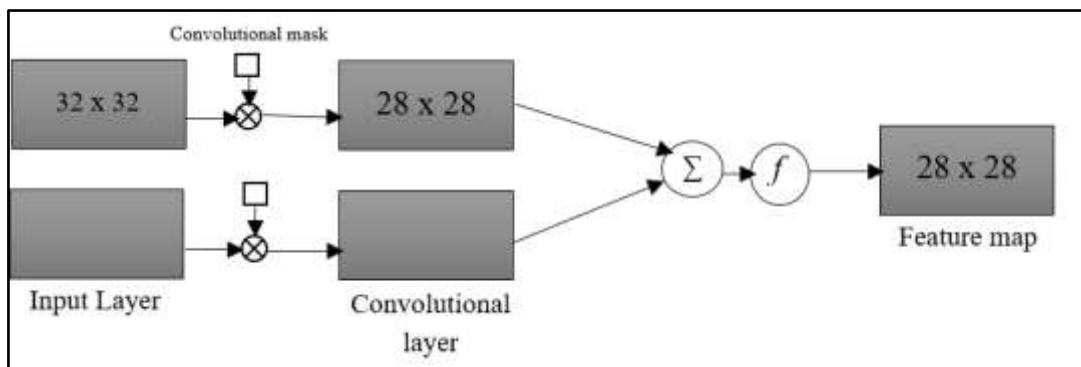 Convolutional mask
32 x 32
28 x 28
Σ
f
28 x 28
Feature map
Input Layer
Convolutional
layer